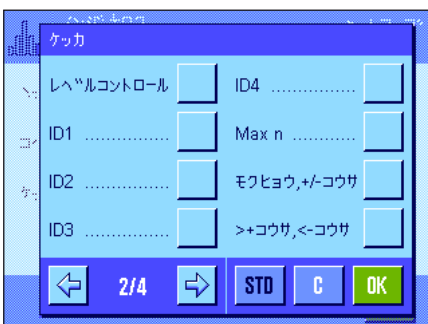 ケッカ
レベルコントロール
ID4 ................
ID1 ................
Max n ............
ID2 ................
モクヒョウ,+/-コウサ
ID3 ................
>+コウサ,<-コウサ
2/4
STD
C
OK